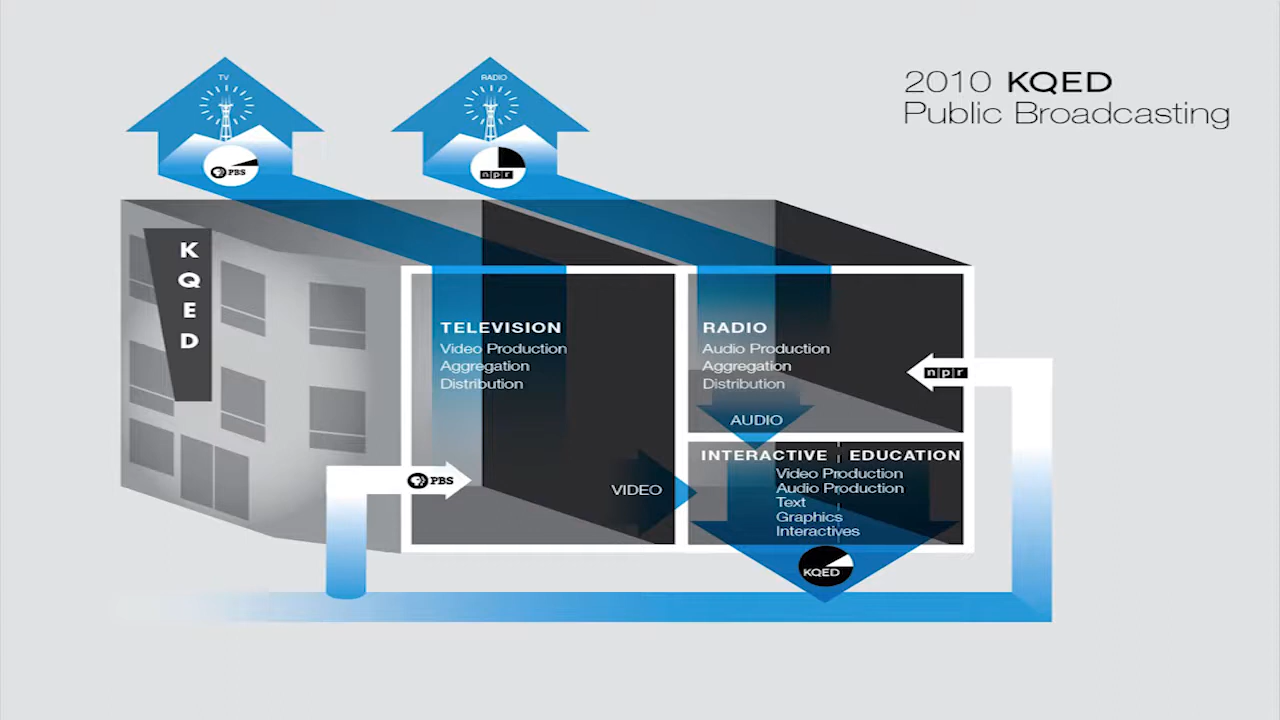 2010 KQED
Public Broadcasting
TV
RADIO
PBS
npr
K
Q
E
D
TELEVISION
Video Production
Aggregation
Distribution
RADIO
Audio Production
Aggregation
Distribution
npr
AUDIO
PBS
VIDEO
INTERACTIVE EDUCATION
Video Production
Audio Production
Text
Graphics
Interactives
KQED